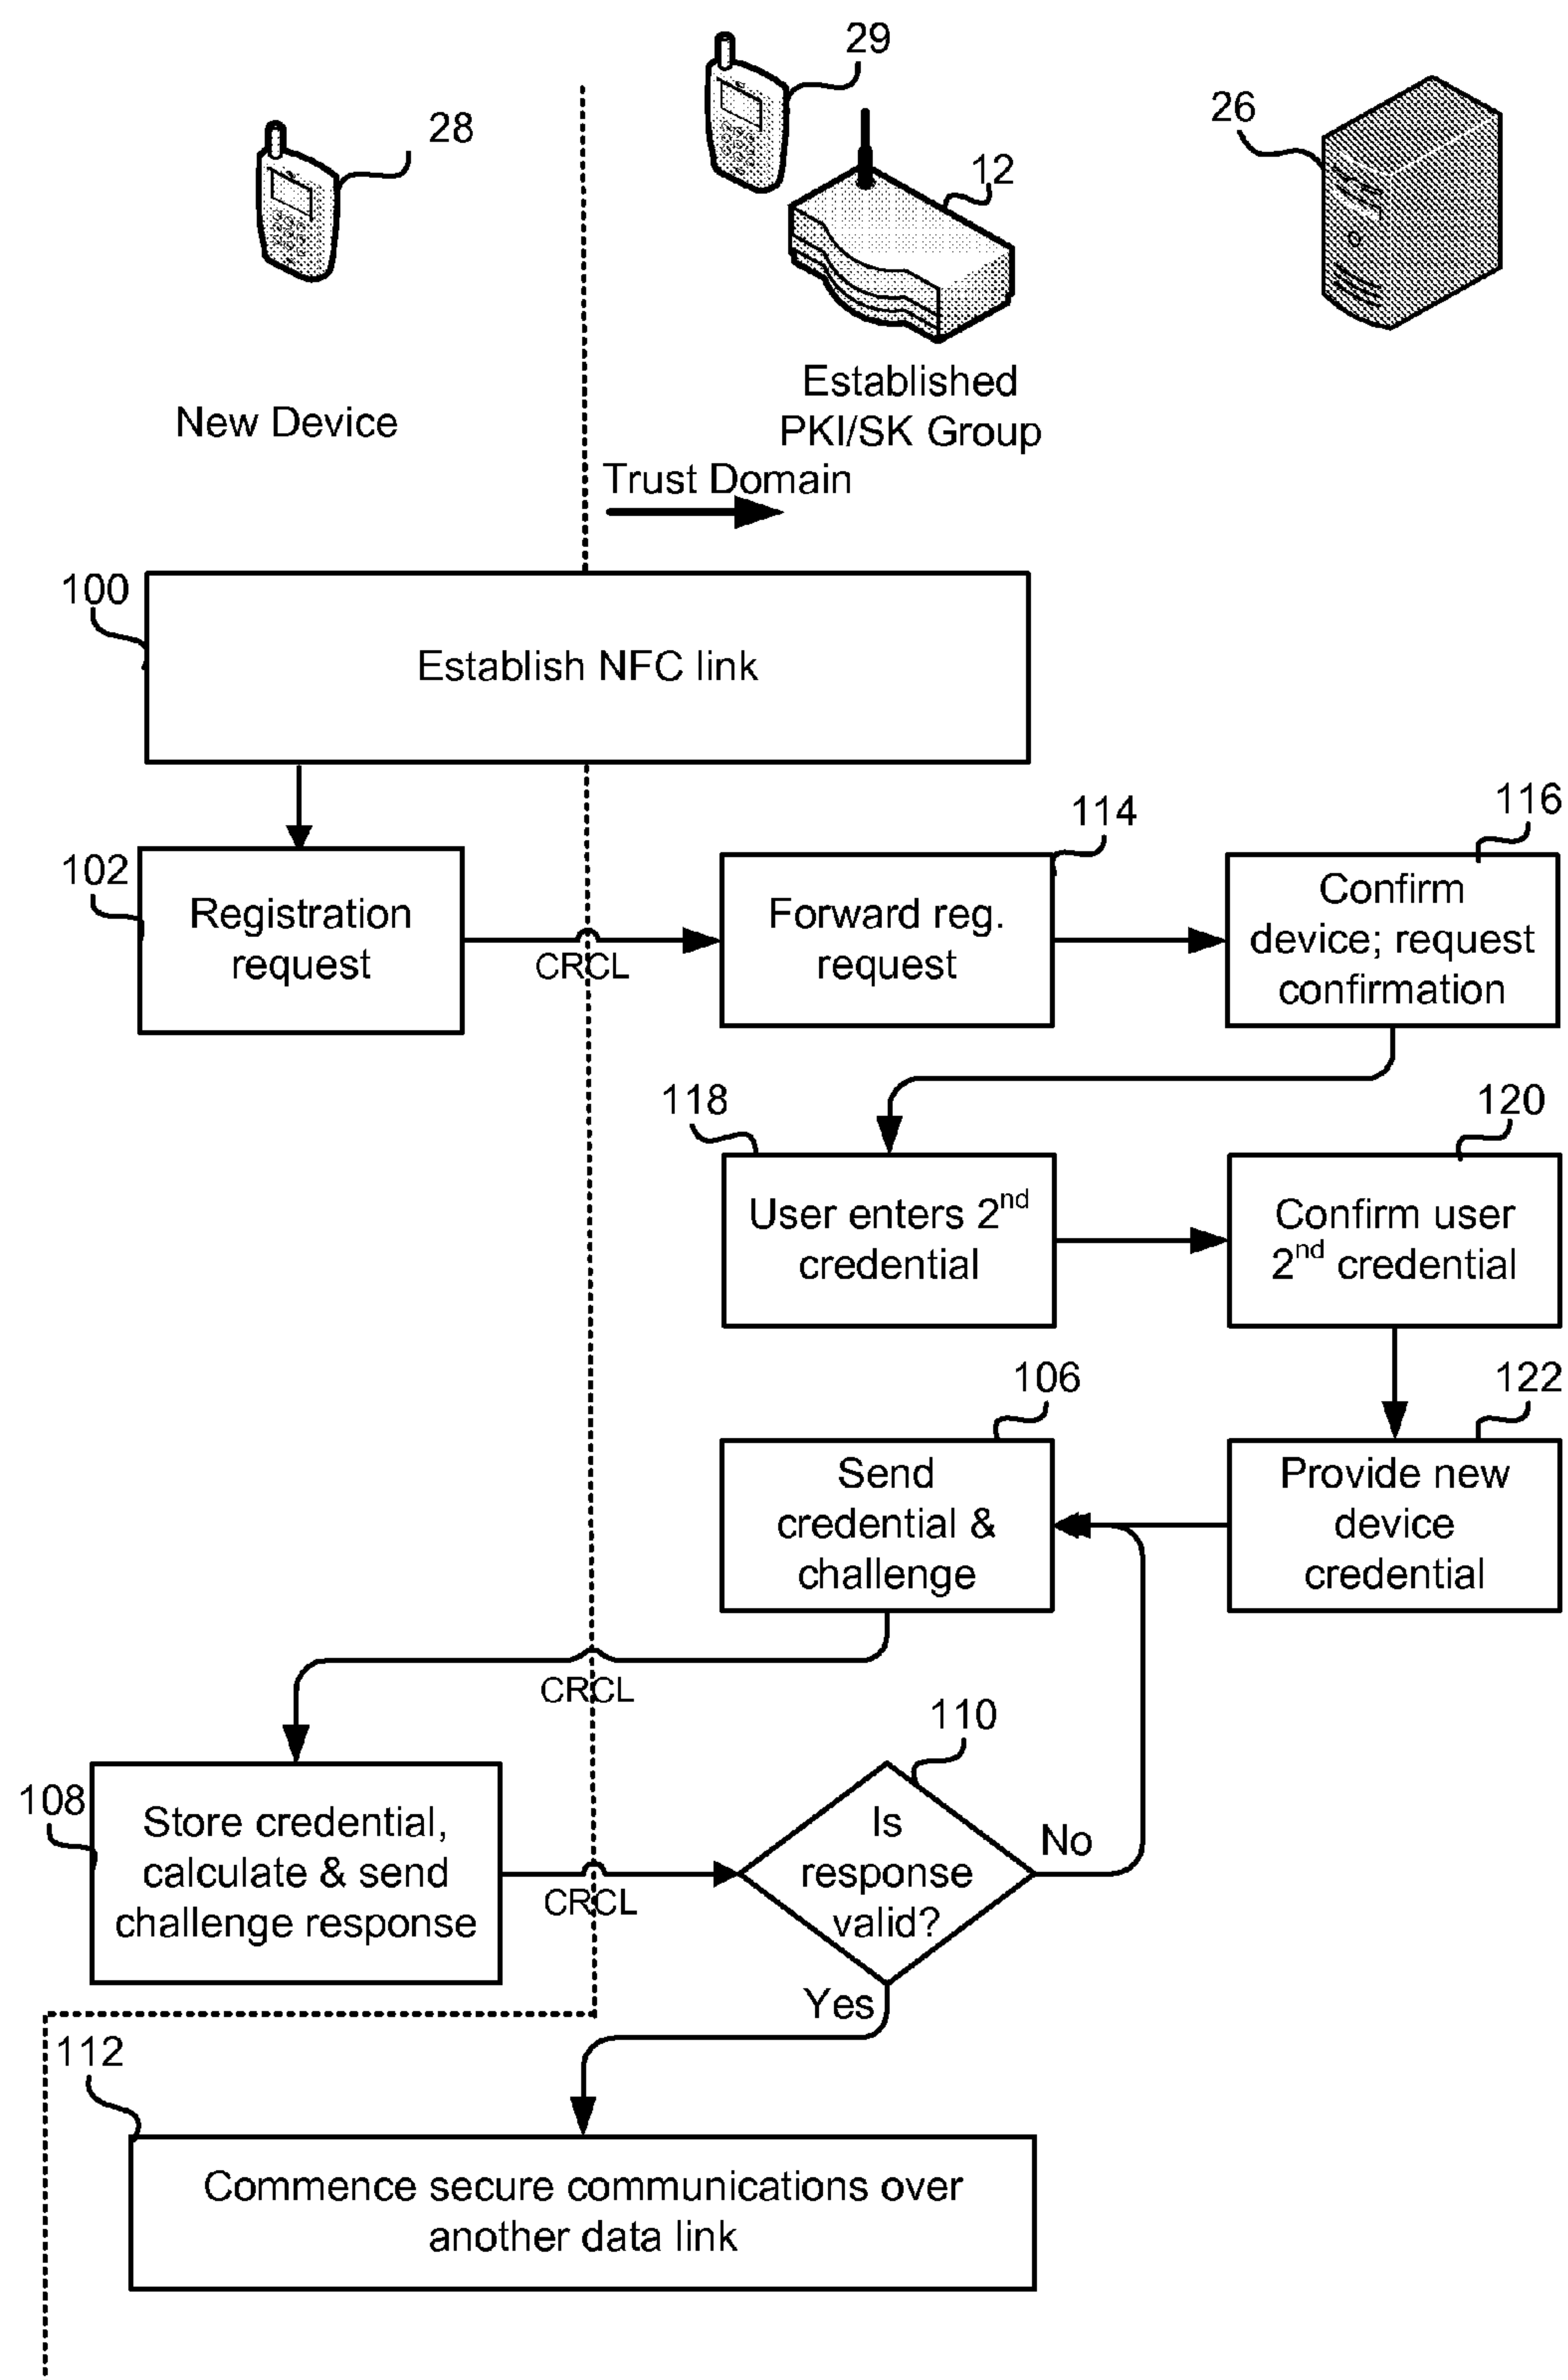 29
28
26
12
Established
PKI/SK Group
New Device
Trust Domain
100
Establish NFC link
114
116
102
Registration
request
CRCL
Forward reg.
request
Confirm
device; request
confirmation
118
120
User enters 2nd
credential
Confirm user
2nd credential
106
122
Send
credential &
challenge
Provide new
device
credential
CRCL
110
108
Store credential,
calculate & send
challenge response
CRCL
Is
response
valid?
No
Yes
112
Commence secure communications over
another data link